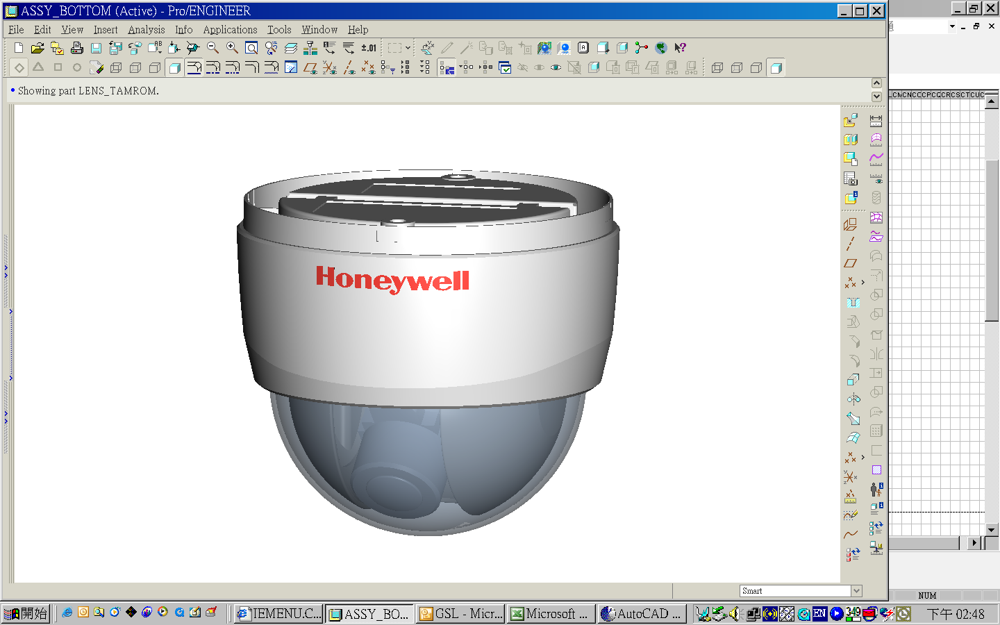 ASSY_BOTTOM (Active) - Pro/ENGINEER
File Edit View Insert Analysis Info Applications Tools Window Help
±.01
Showing part LENS_TAMROM.
Honeywell
Smart
NUM
開始
IEMENU.C...
ASSY_BO...
GSL - Micr...
Microsoft ...
AutoCAD ...
EN
349
下午 02:48